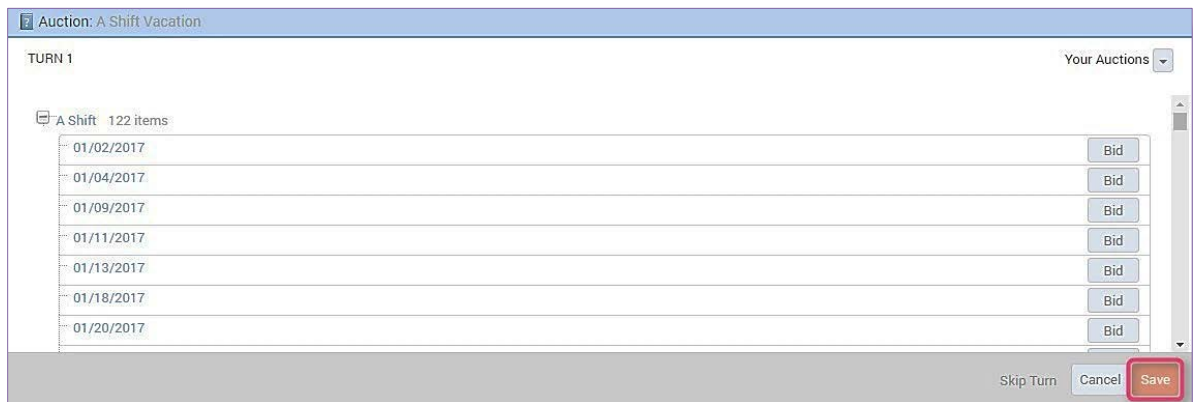 Auction: A Shift Vacation
TURN 1 Your Auctions
A Shift 122 items
01/02/2017 Bid
01/04/2017 Bid
01/09/2017 Bid
01/11/2017 Bid
01/13/2017 Bid
01/18/2017 Bid
01/20/2017 Bid
Skip Turn Cancel Save